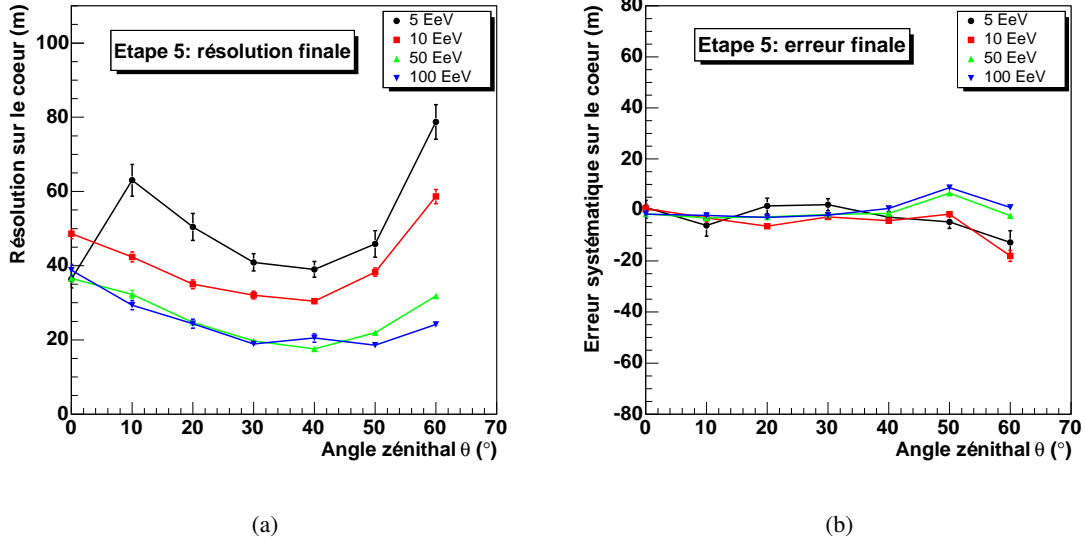 Résolution sur le coeur (m)
100
80
60
40
20
0
Etape 5: résolution finale
5 EeV
10 EeV
50 EeV
100 EeV
0 10 20 30 40 50 60 70
Angle zénithal θ (°)
(a)
Erreur systématique sur le coeur (m)
80
60
40
20
0
-20
-40
-60
-80
Etape 5: erreur finale
5 EeV
10 EeV
50 EeV
100 EeV
0 10 20 30 40 50 60 70
Angle zénithal θ (°)
(b)